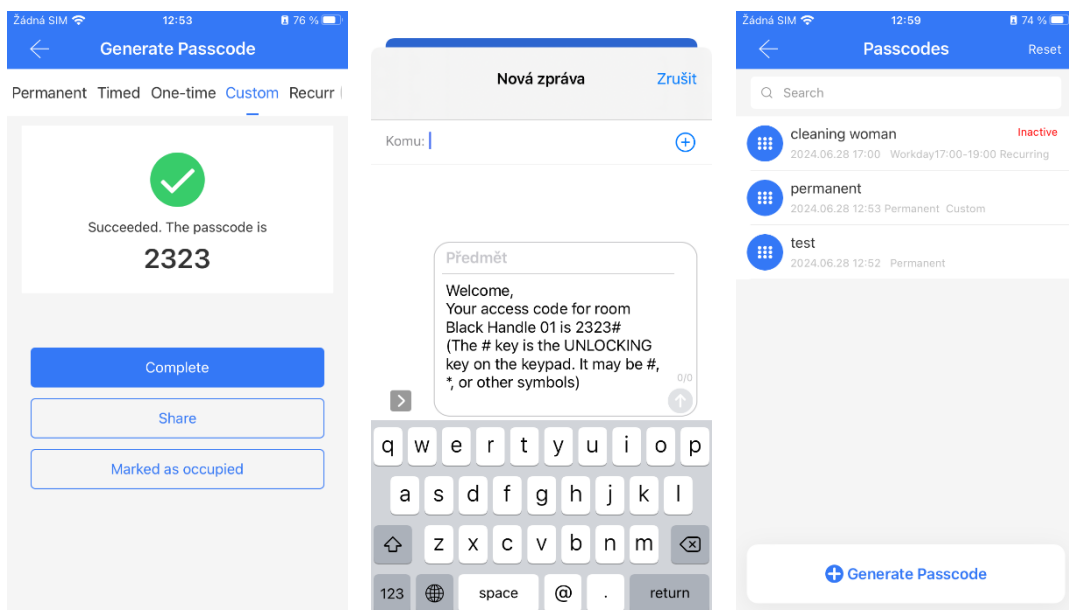 Žádná SIM 12:53 76 %
Generate Passcode
Permanent Timed One-time Custom Recurr
Succeeded. The passcode is
2323
Complete
Share
Marked as occupied
Nová zpráva Zrušit
Komu:
Předmět
Welcome,
Your access code for room
Black Handle 01 is 2323#
(The # key is the UNLOCKING
key on the keypad. It may be #,
*, or other symbols)
0/0
q w e r t y u i o p
a s d f g h j k l
z x c v b n m
123 space @ . return
Žádná SIM 12:59 74 %
Passcodes Reset
Search
cleaning woman Inactive
2024.06.28 17:00 Workday17:00-19:00 Recurring
permanent
2024.06.28 12:53 Permanent Custom
test
2024.06.28 12:52 Permanent
Generate Passcode